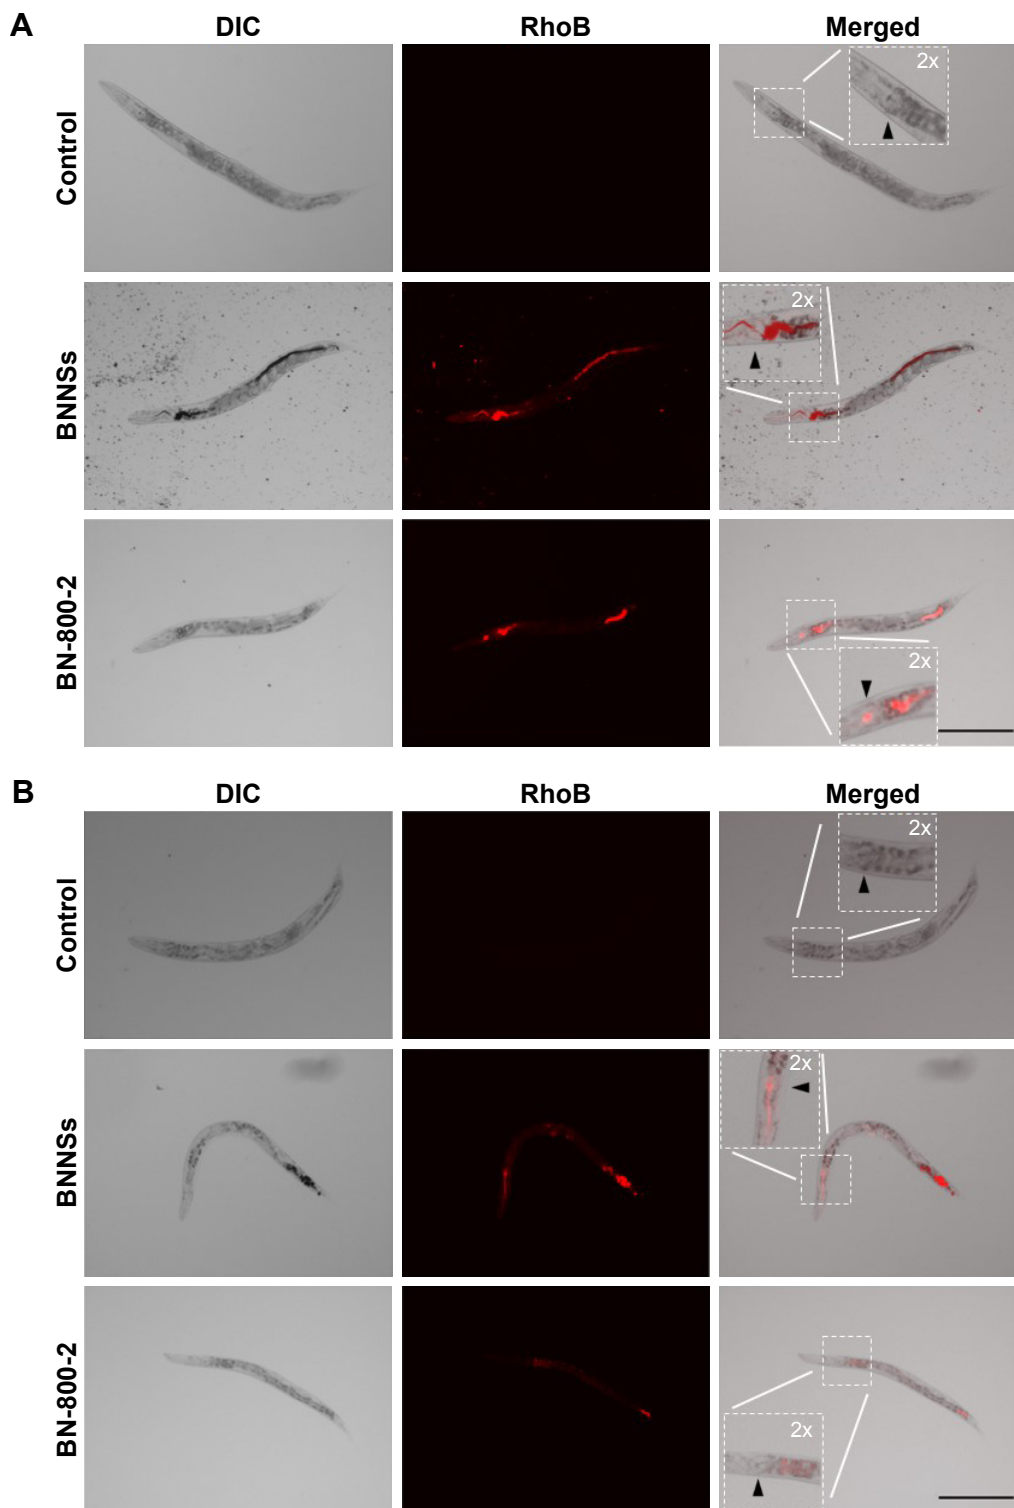 A
DIC RhoB Merged
Control
2x
BNNSs
2x
BN-800-2
2x
B
DIC RhoB Merged
Control
2x
BNNSs
2x
BN-800-2
2x